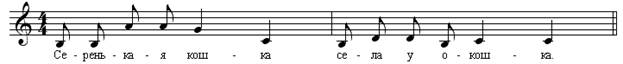 Се - рень - ка - я кош - ка се - ла у о - кош - ка.